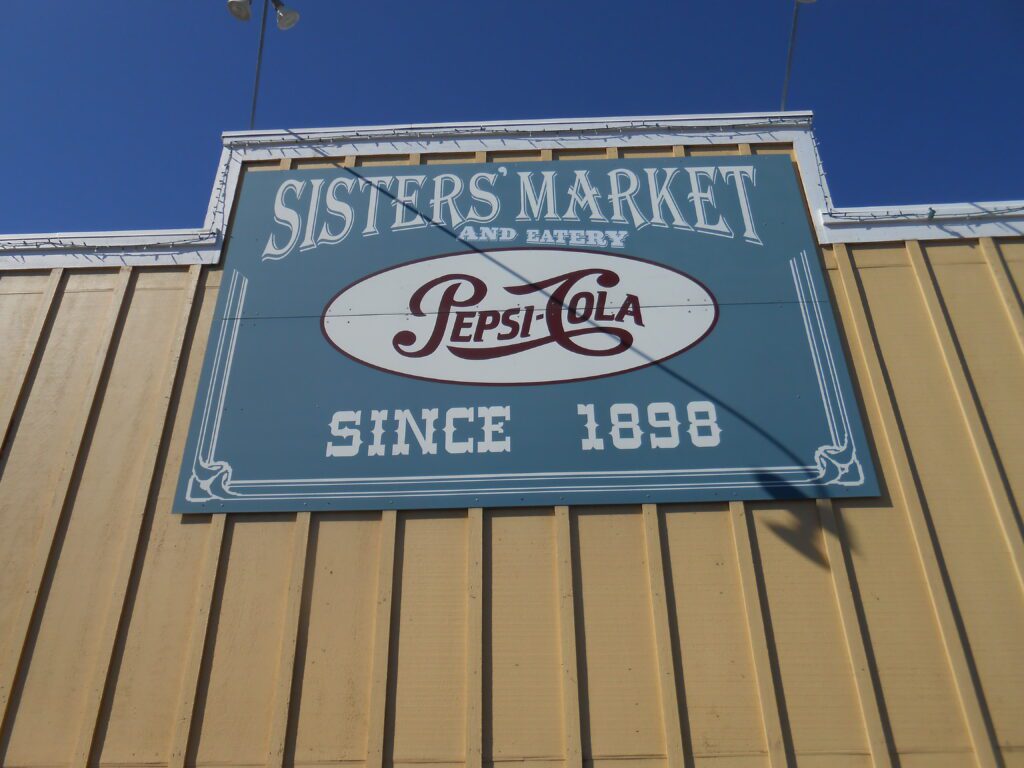 SISTERS' MARKET
AND EATERY
PEPSI-COLA
SINCE 1898